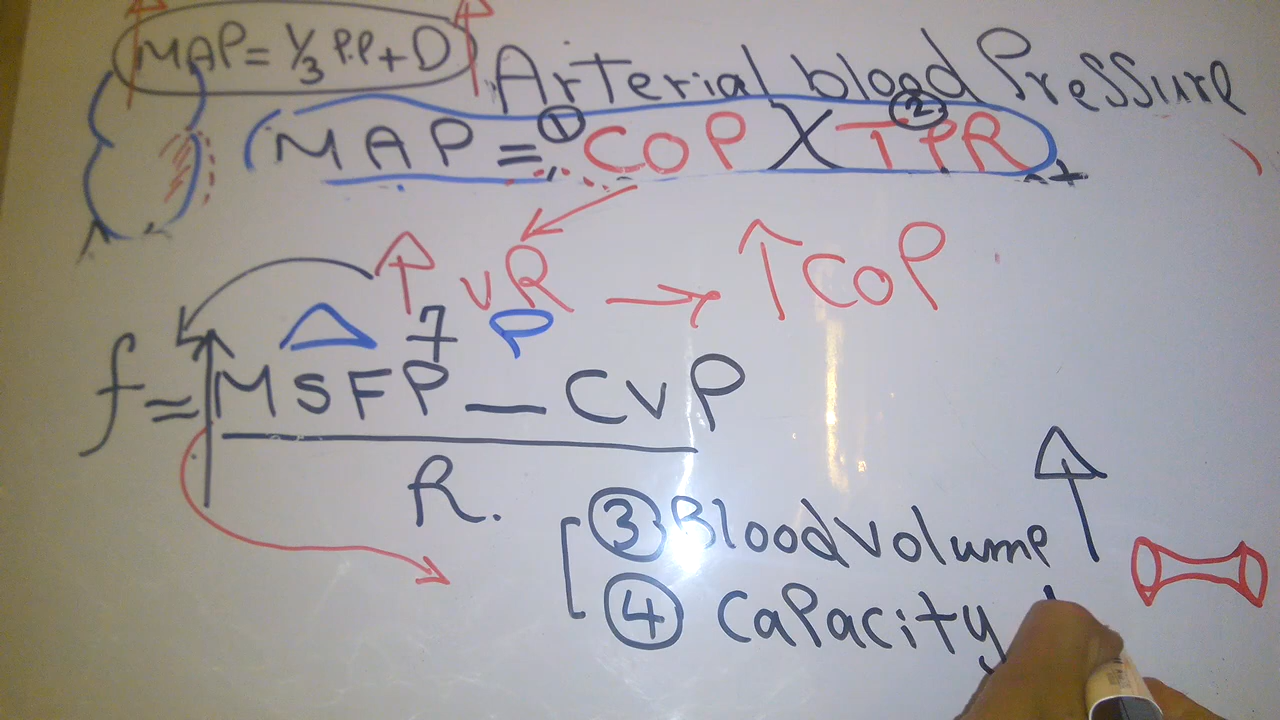 MAP = 1/3 P.P + D
Arterial blood Pressure
MAP = ① COP X ② TPR
↑ VR → ↑ COP
Δ 7 P
f = MSFP — CVP
R.
③ Blood volume ↑
④ Capacity